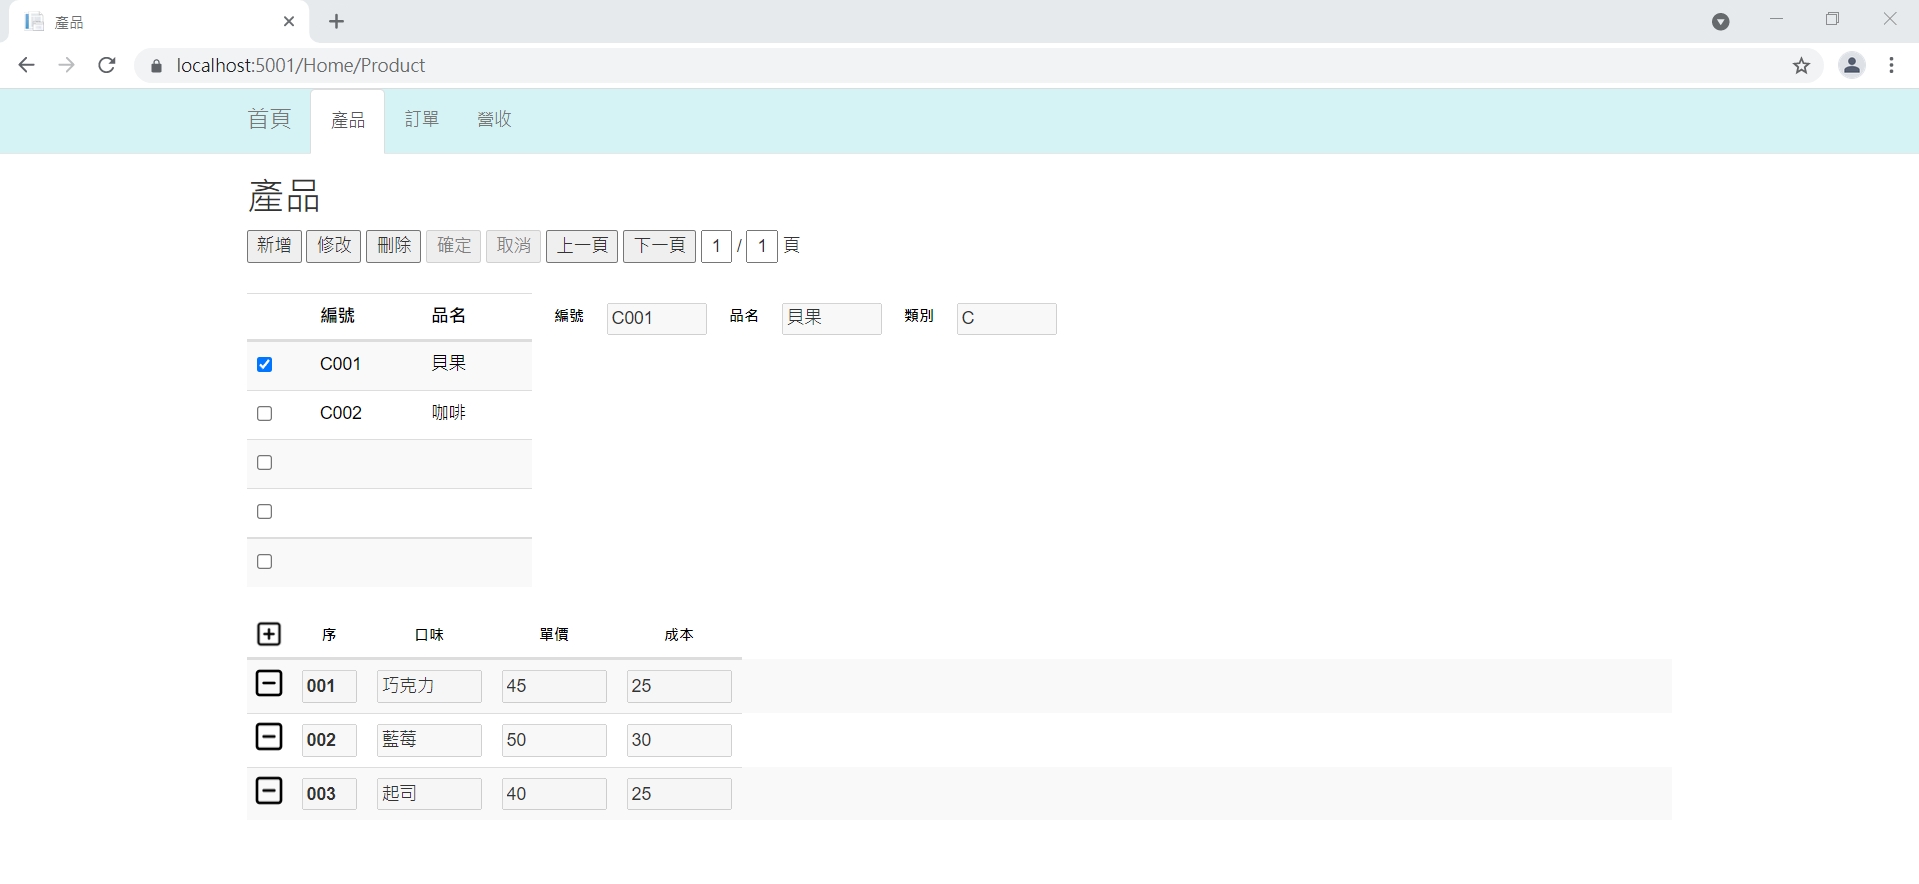 產品
localhost:5001/Home/Product
首頁 產品 訂單 營收
產品
新增 修改 刪除 確定 取消 上一頁 下一頁 1 / 1 頁
編號 品名 編號 C001 品名 貝果 類別 C
C001 貝果
C002 咖啡
序 口味 單價 成本
001 巧克力 45 25
002 藍莓 50 30
003 起司 40 25